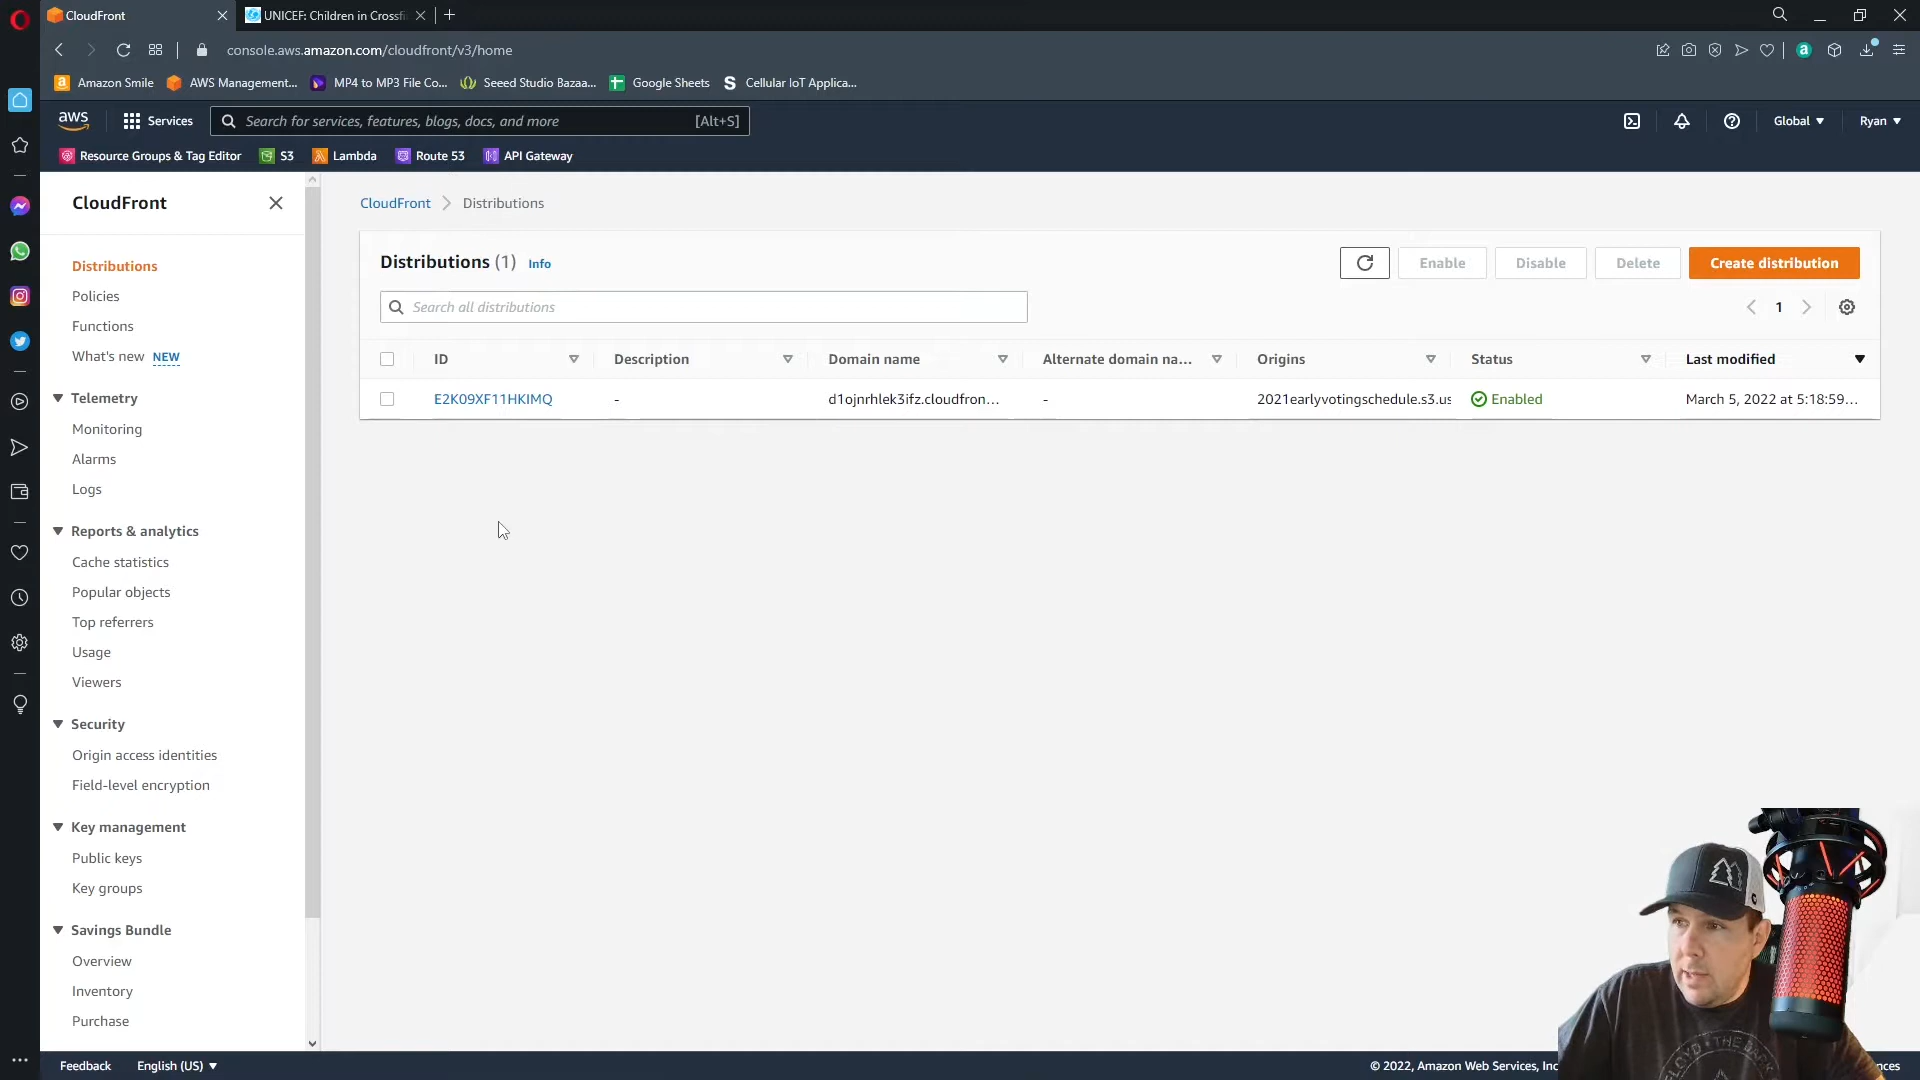 CloudFront
UNICEF: Children in Crossfi
console.aws.amazon.com/cloudfront/v3/home
Amazon Smile
AWS Management...
MP4 to MP3 File Co...
Seeed Studio Bazaa...
Google Sheets
Cellular IoT Applica...
aws
Services
Search for services, features, blogs, docs, and more
[Alt+S]
Global
Ryan
Resource Groups & Tag Editor
S3
Lambda
Route 53
API Gateway
CloudFront
Distributions
Policies
Functions
What's new NEW
Telemetry
Monitoring
Alarms
Logs
Reports & analytics
Cache statistics
Popular objects
Top referrers
Usage
Viewers
Security
Origin access identities
Field-level encryption
Key management
Public keys
Key groups
Savings Bundle
Overview
Inventory
Purchase
CloudFront > Distributions
Distributions (1) Info
Enable
Disable
Delete
Create distribution
Search all distributions
1
ID
Description
Domain name
Alternate domain na...
Origins
Status
Last modified
E2K09XF11HKIMQ
-
d1ojnrhlek3ifz.cloudfron...
-
2021earlyvotingschedule.s3.us
Enabled
March 5, 2022 at 5:18:59...
Feedback
English (US)
© 2022, Amazon Web Services, Inc
nces